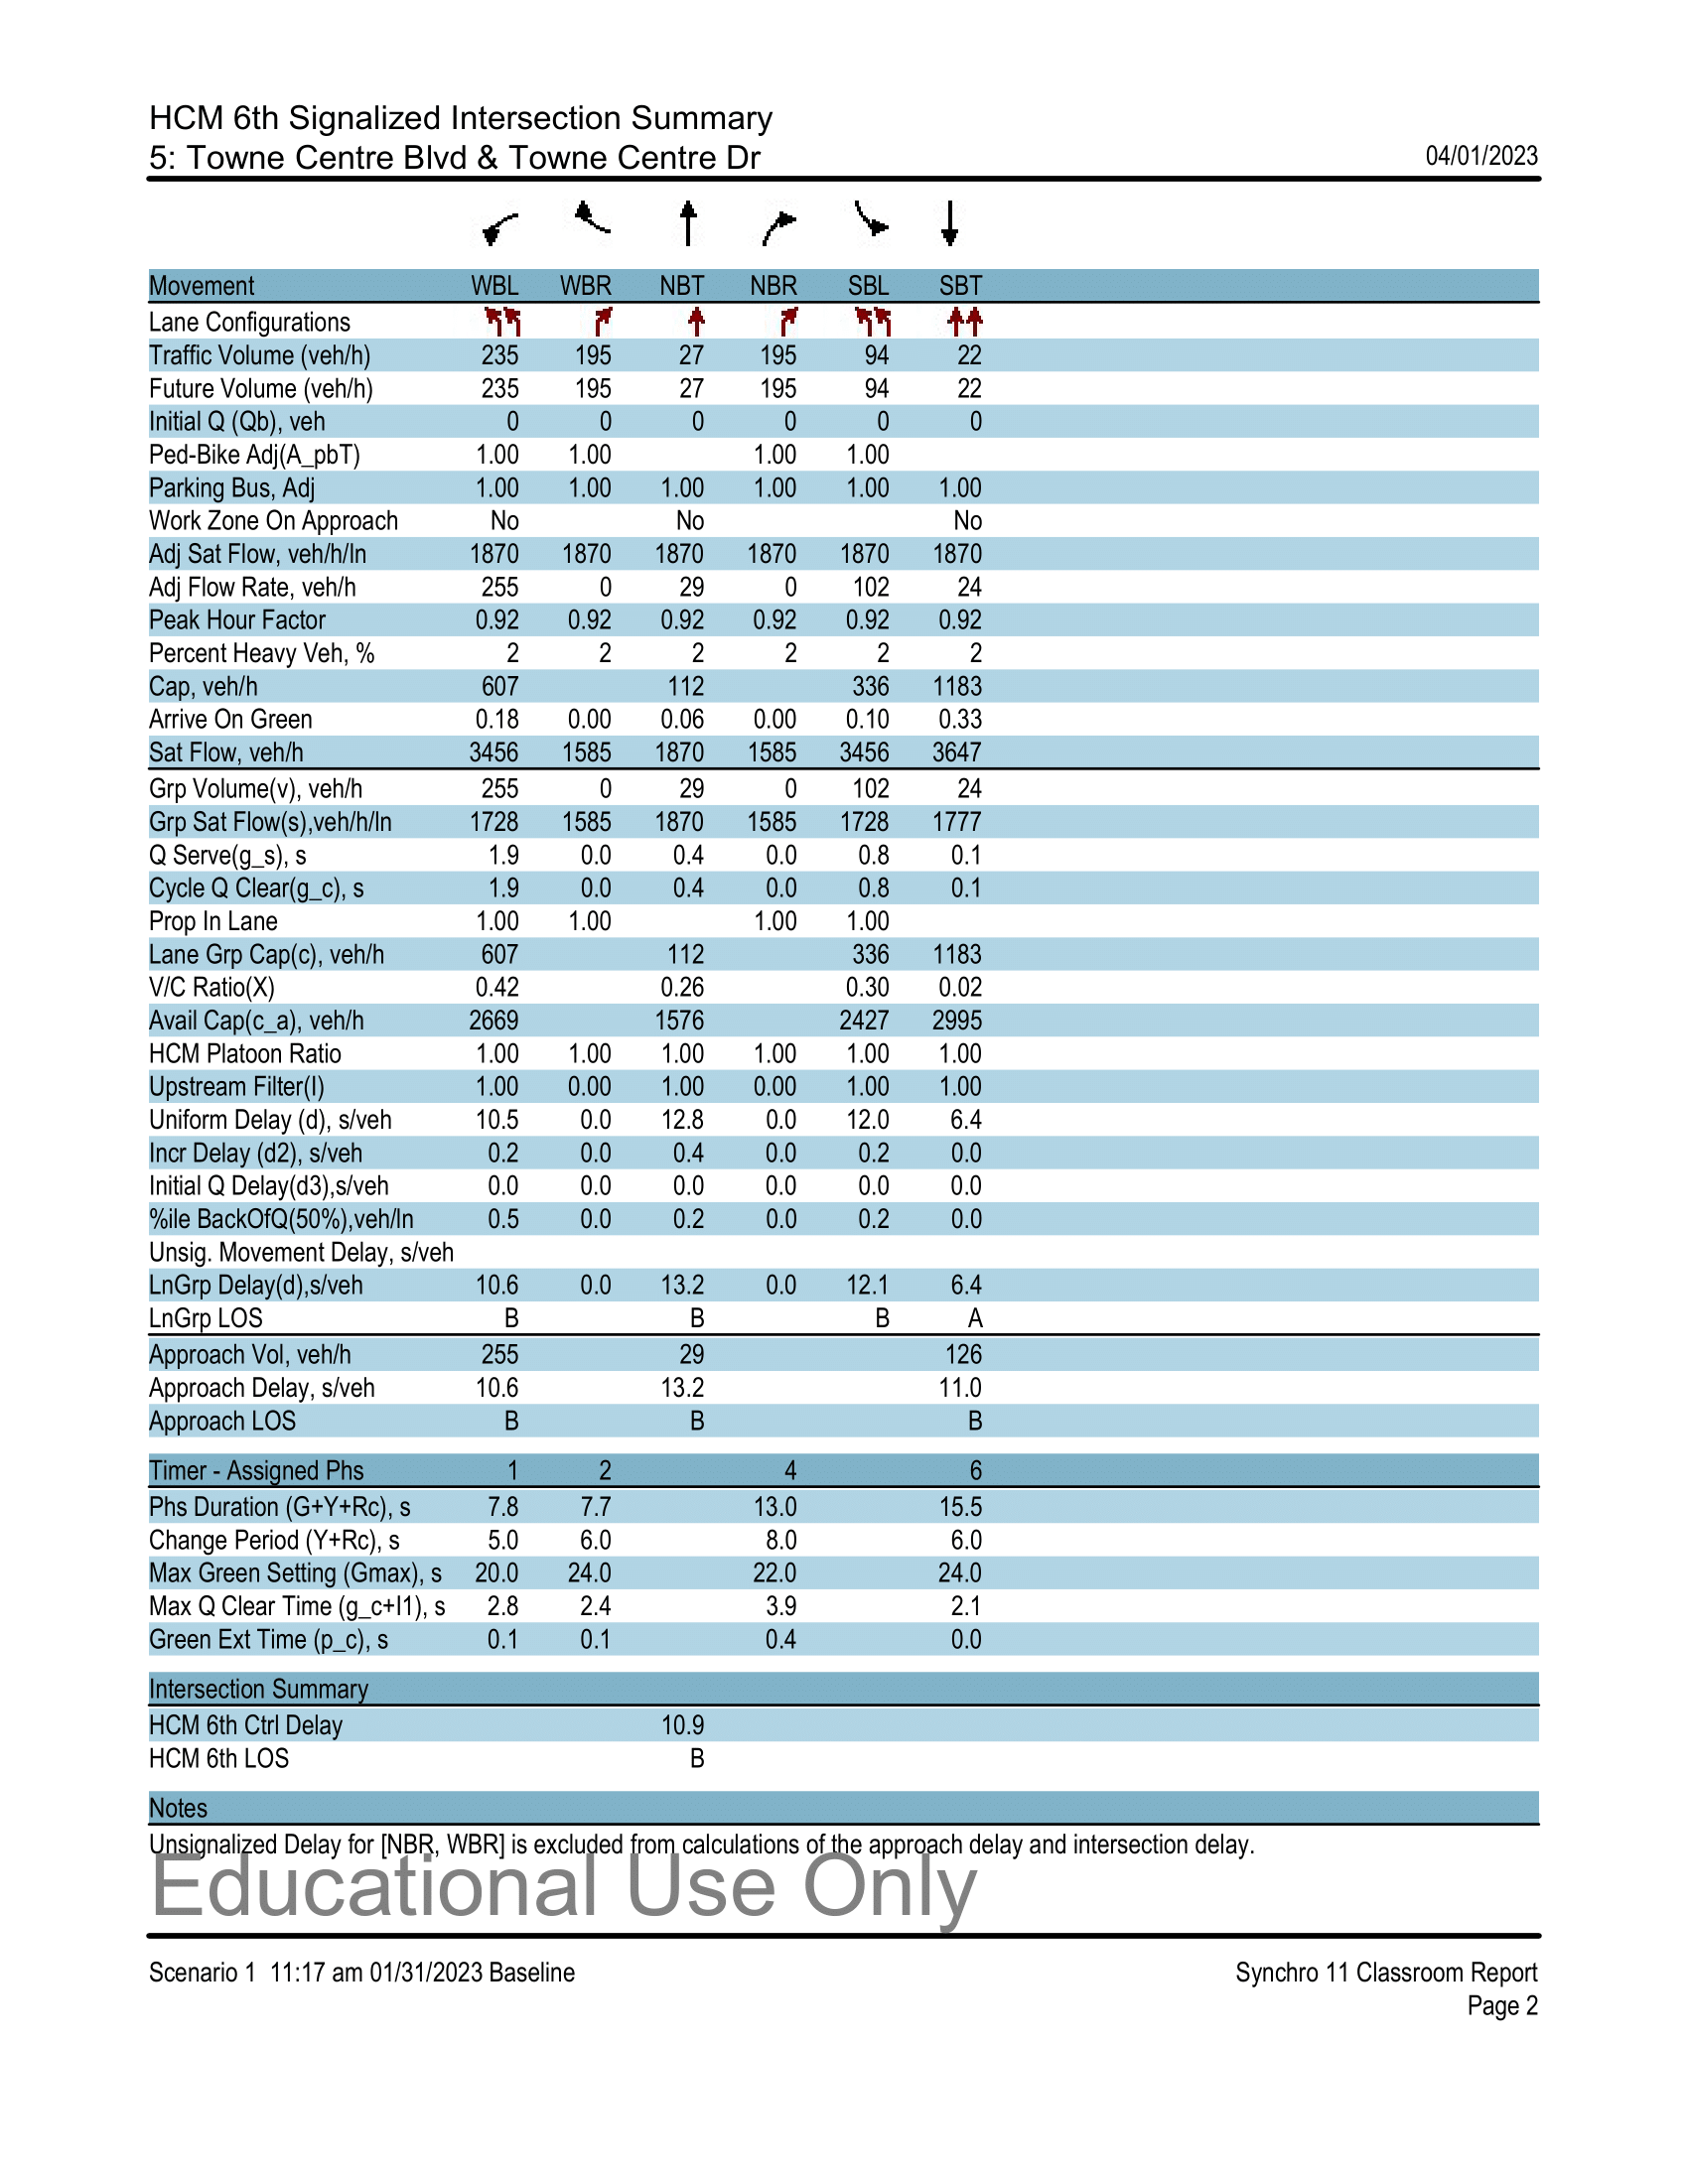 HCM 6th Signalized Intersection Summary
5: Towne Centre Blvd & Towne Centre Dr 04/01/2023
Movement WBL WBR NBT NBR SBL SBT
Lane Configurations
Traffic Volume (veh/h) 235 195 27 195 94 22
Future Volume (veh/h) 235 195 27 195 94 22
Initial Q (Qb), veh 0 0 0 0 0 0
Ped-Bike Adj(A_pbT) 1.00 1.00 1.00 1.00
Parking Bus, Adj 1.00 1.00 1.00 1.00 1.00 1.00
Work Zone On Approach No No No
Adj Sat Flow, veh/h/ln 1870 1870 1870 1870 1870 1870
Adj Flow Rate, veh/h 255 0 29 0 102 24
Peak Hour Factor 0.92 0.92 0.92 0.92 0.92 0.92
Percent Heavy Veh, % 2 2 2 2 2 2
Cap, veh/h 607 112 336 1183
Arrive On Green 0.18 0.00 0.06 0.00 0.10 0.33
Sat Flow, veh/h 3456 1585 1870 1585 3456 3647
Grp Volume(v), veh/h 255 0 29 0 102 24
Grp Sat Flow(s),veh/h/ln 1728 1585 1870 1585 1728 1777
Q Serve(g_s), s 1.9 0.0 0.4 0.0 0.8 0.1
Cycle Q Clear(g_c), s 1.9 0.0 0.4 0.0 0.8 0.1
Prop In Lane 1.00 1.00 1.00 1.00
Lane Grp Cap(c), veh/h 607 112 336 1183
V/C Ratio(X) 0.42 0.26 0.30 0.02
Avail Cap(c_a), veh/h 2669 1576 2427 2995
HCM Platoon Ratio 1.00 1.00 1.00 1.00 1.00 1.00
Upstream Filter(I) 1.00 0.00 1.00 0.00 1.00 1.00
Uniform Delay (d), s/veh 10.5 0.0 12.8 0.0 12.0 6.4
Incr Delay (d2), s/veh 0.2 0.0 0.4 0.0 0.2 0.0
Initial Q Delay(d3),s/veh 0.0 0.0 0.0 0.0 0.0 0.0
%ile BackOfQ(50%),veh/ln 0.5 0.0 0.2 0.0 0.2 0.0
Unsig. Movement Delay, s/veh
LnGrp Delay(d),s/veh 10.6 0.0 13.2 0.0 12.1 6.4
LnGrp LOS B B B A
Approach Vol, veh/h 255 29 126
Approach Delay, s/veh 10.6 13.2 11.0
Approach LOS B B B
Timer - Assigned Phs 1 2 4 6
Phs Duration (G+Y+Rc), s 7.8 7.7 13.0 15.5
Change Period (Y+Rc), s 5.0 6.0 8.0 6.0
Max Green Setting (Gmax), s 20.0 24.0 22.0 24.0
Max Q Clear Time (g_c+I1), s 2.8 2.4 3.9 2.1
Green Ext Time (p_c), s 0.1 0.1 0.4 0.0
Intersection Summary
HCM 6th Ctrl Delay 10.9
HCM 6th LOS B
Notes
Unsignalized Delay for [NBR, WBR] is excluded from calculations of the approach delay and intersection delay.
Educational Use Only
Scenario 1 11:17 am 01/31/2023 Baseline Synchro 11 Classroom Report
Page 2